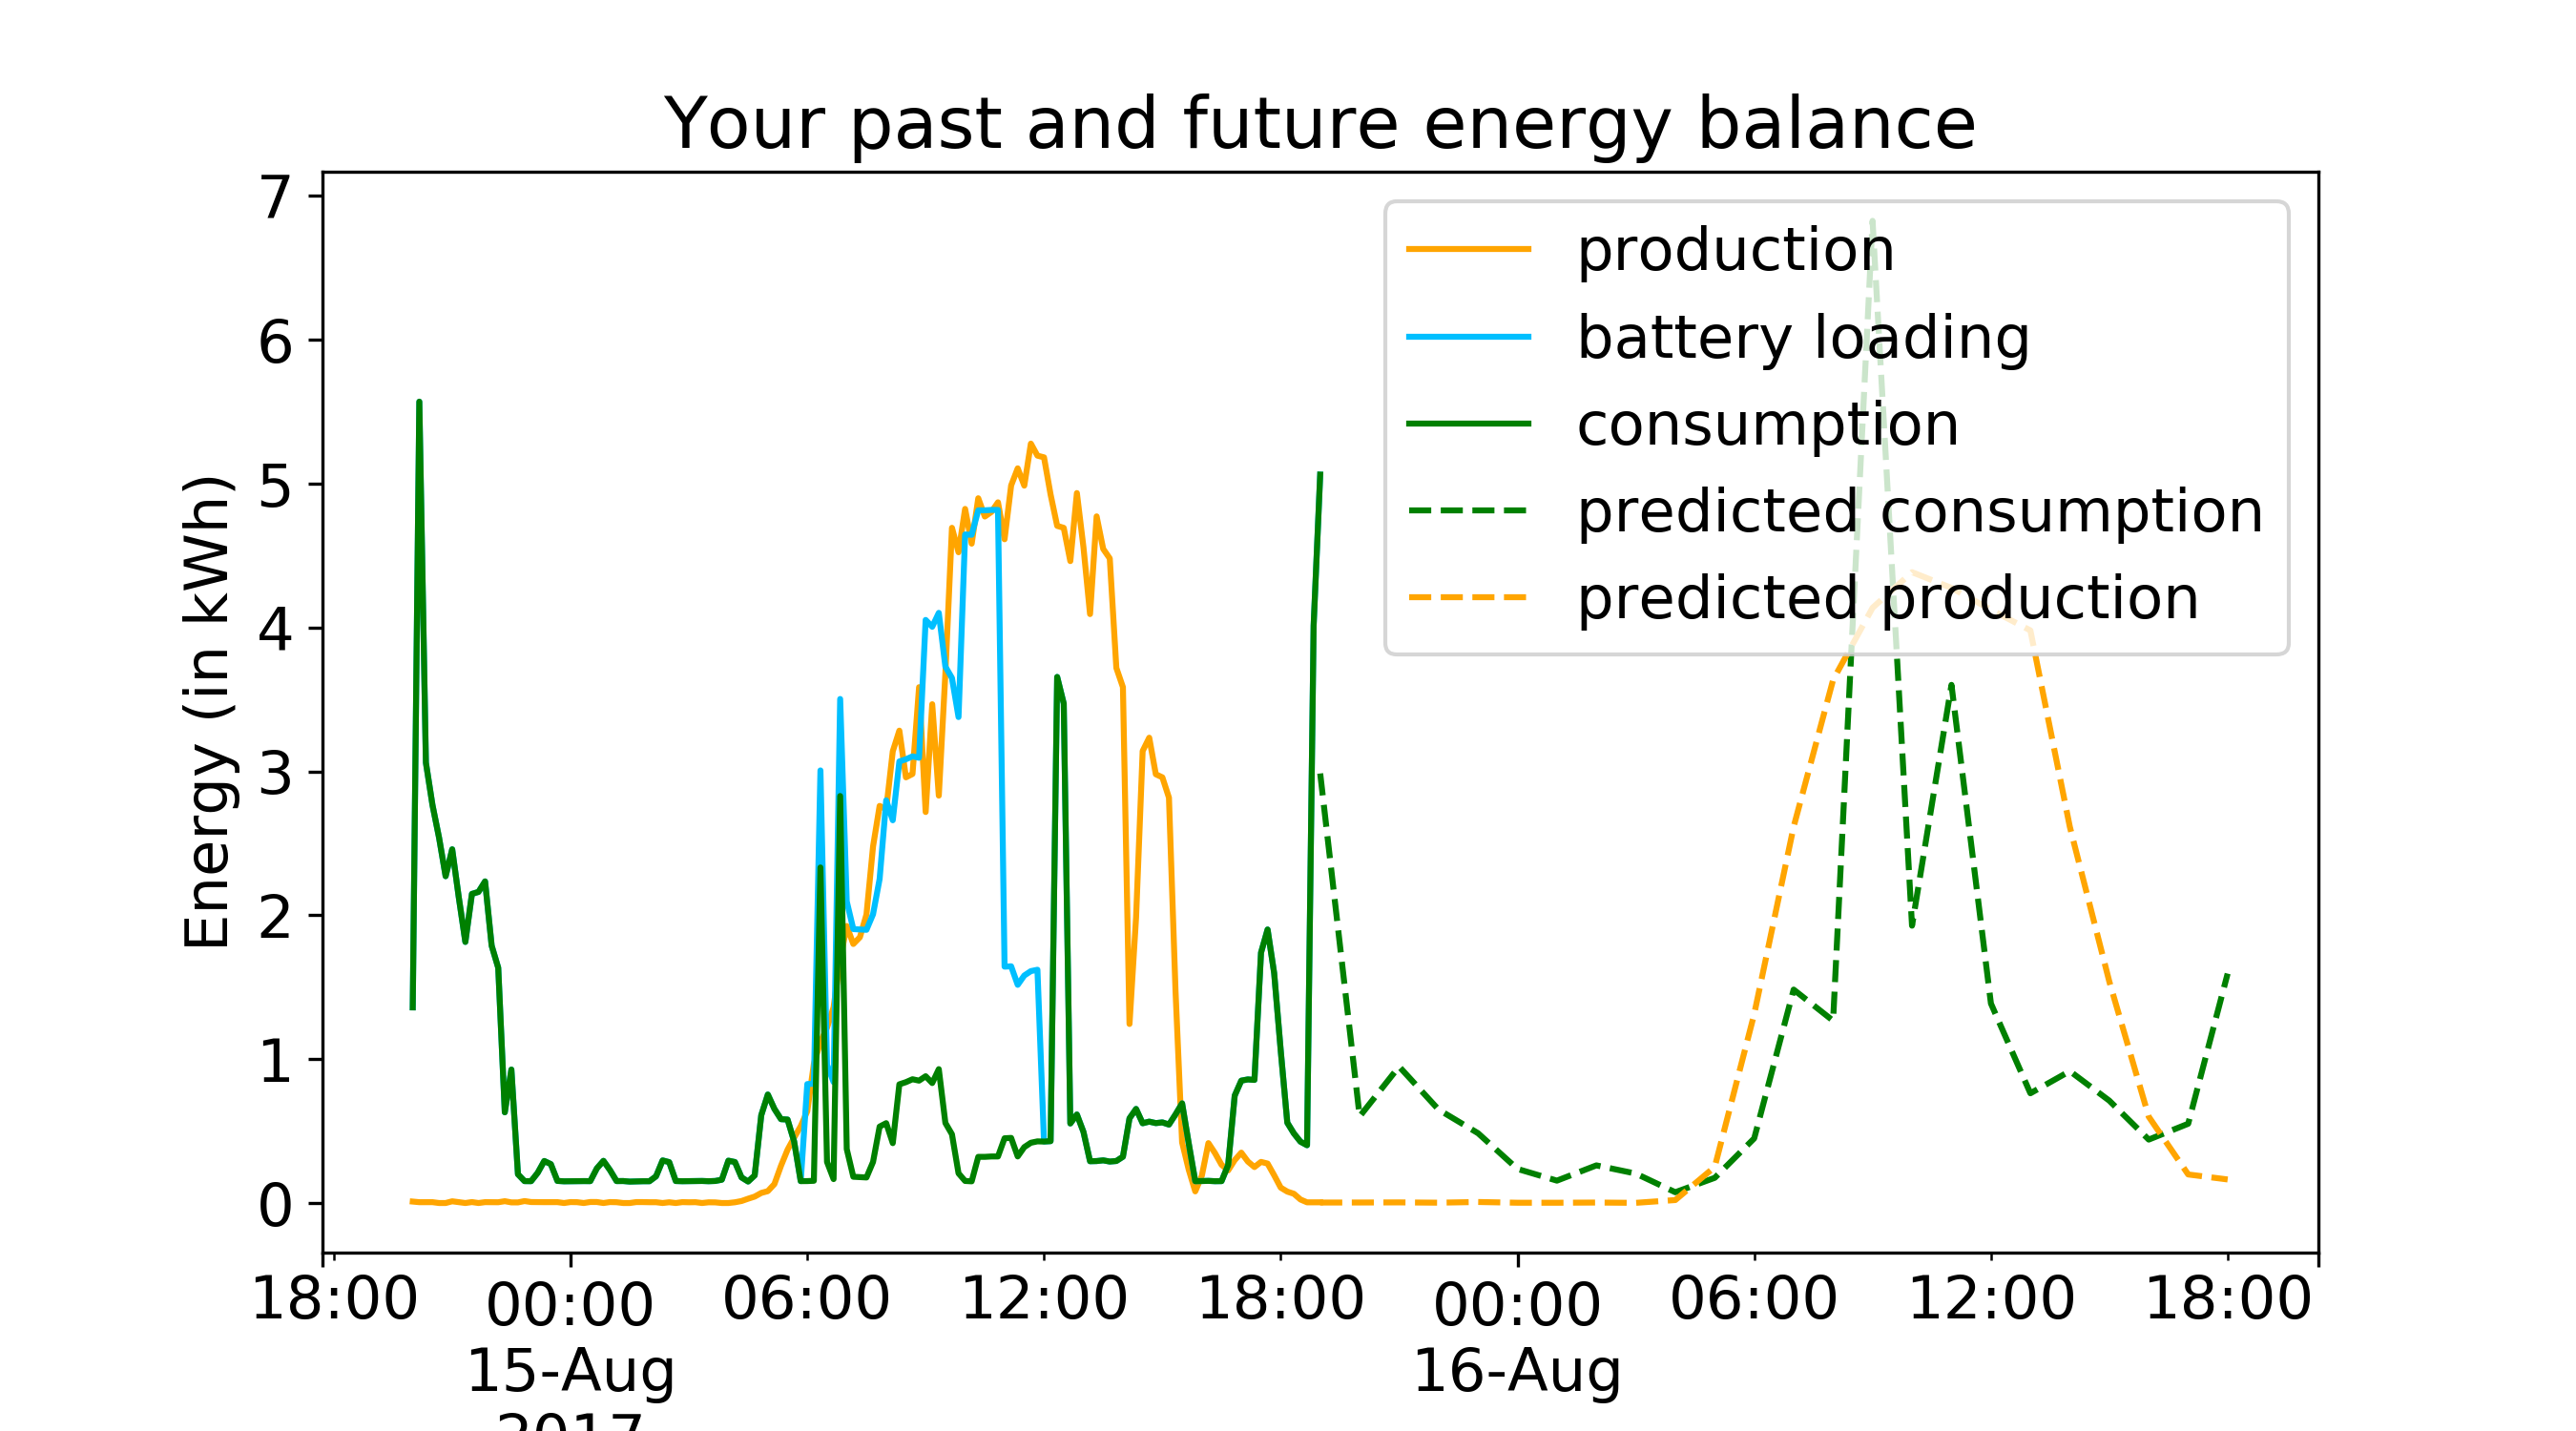 Your past and future energy balance
Energy (in kWh)
7
6
5
4
3
2
1
0
production
battery loading
consumption
predicted consumption
predicted production
18:00 00:00 06:00 12:00 18:00 00:00 06:00 12:00 18:00
15-Aug 16-Aug
2017